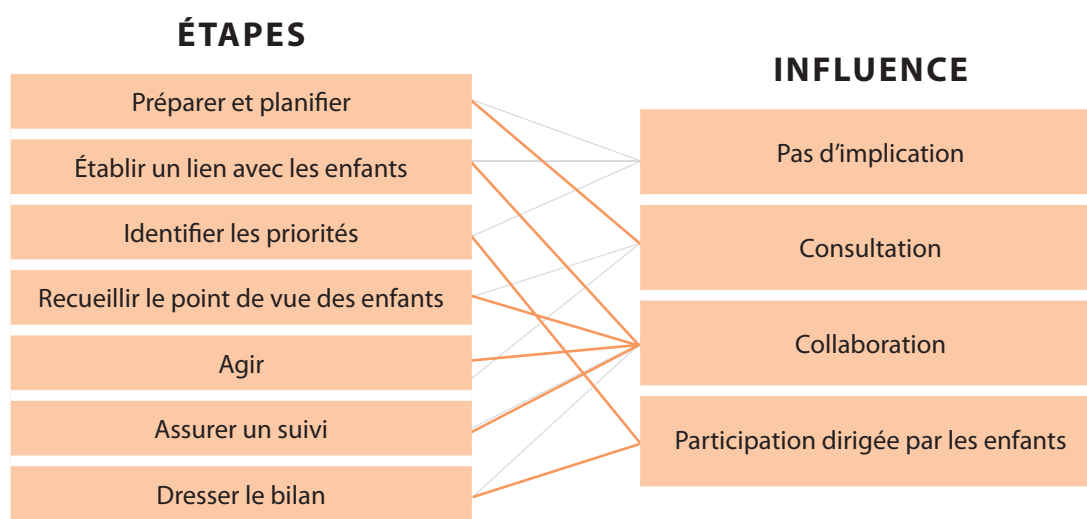 ÉTAPES
Préparer et planifier
Établir un lien avec les enfants
Identifier les priorités
Recueillir le point de vue des enfants
Agir
Assurer un suivi
Dresser le bilan
INFLUENCE
Pas d’implication
Consultation
Collaboration
Participation dirigée par les enfants